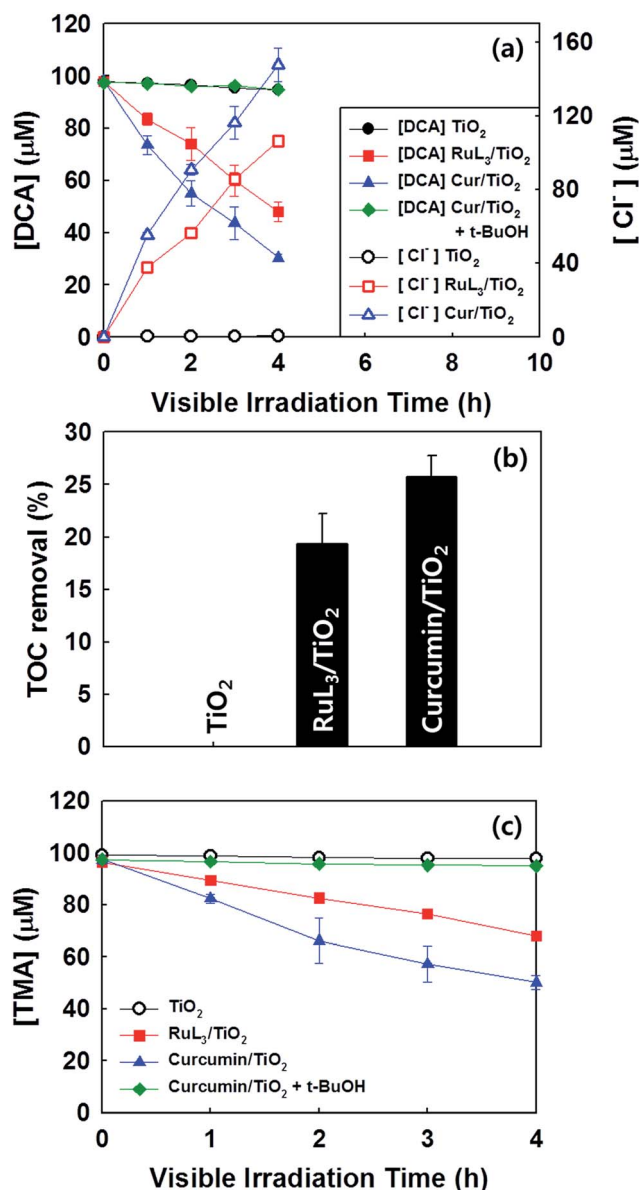 (a)
[DCA] (μM)
120
100
80
60
40
20
0
[Cl⁻] (μM)
160
120
80
40
0
[DCA] TiO₂
[DCA] RuL₃/TiO₂
[DCA] Cur/TiO₂
[DCA] Cur/TiO₂
+ t-BuOH
[Cl⁻] TiO₂
[Cl⁻] RuL₃/TiO₂
[Cl⁻] Cur/TiO₂
0 2 4 6 8 10
Visible Irradiation Time (h)
(b)
TOC removal (%)
30
25
20
15
10
5
0
TiO₂
RuL₃/TiO₂
Curcumin/TiO₂
(c)
[TMA] (μM)
120
100
80
60
40
20
0
TiO₂
RuL₃/TiO₂
Curcumin/TiO₂
Curcumin/TiO₂ + t-BuOH
0 1 2 3 4
Visible Irradiation Time (h)